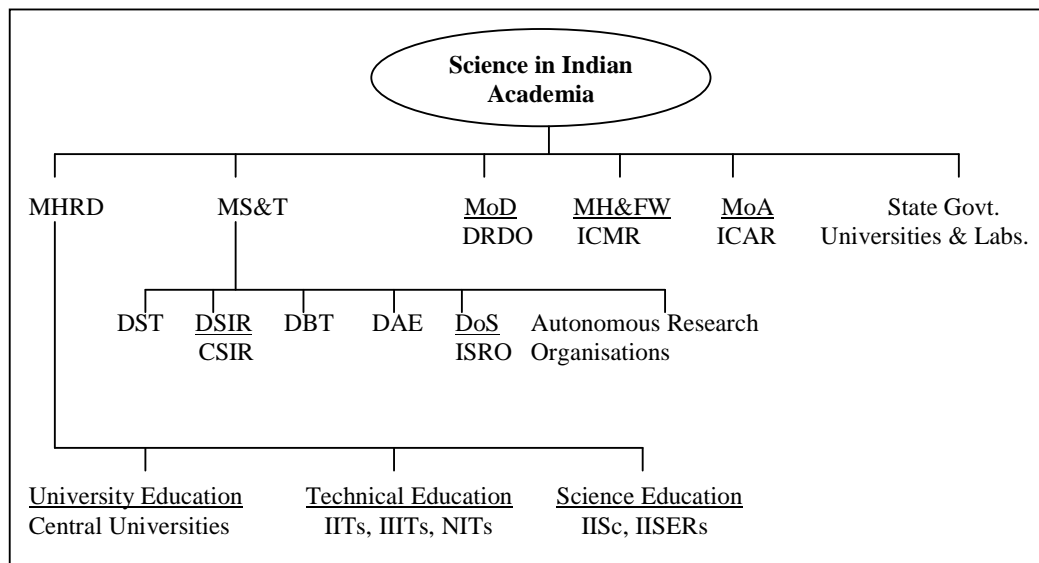 Science in Indian
Academia
MHRD
MS&T
MoD
DRDO
MH&FW
ICMR
MoA
ICAR
State Govt.
Universities & Labs.
DST
DSIR
CSIR
DBT
DAE
DoS
ISRO
Autonomous Research
Organisations
University Education
Central Universities
Technical Education
IITs, IIITs, NITs
Science Education
IISc, IISERs